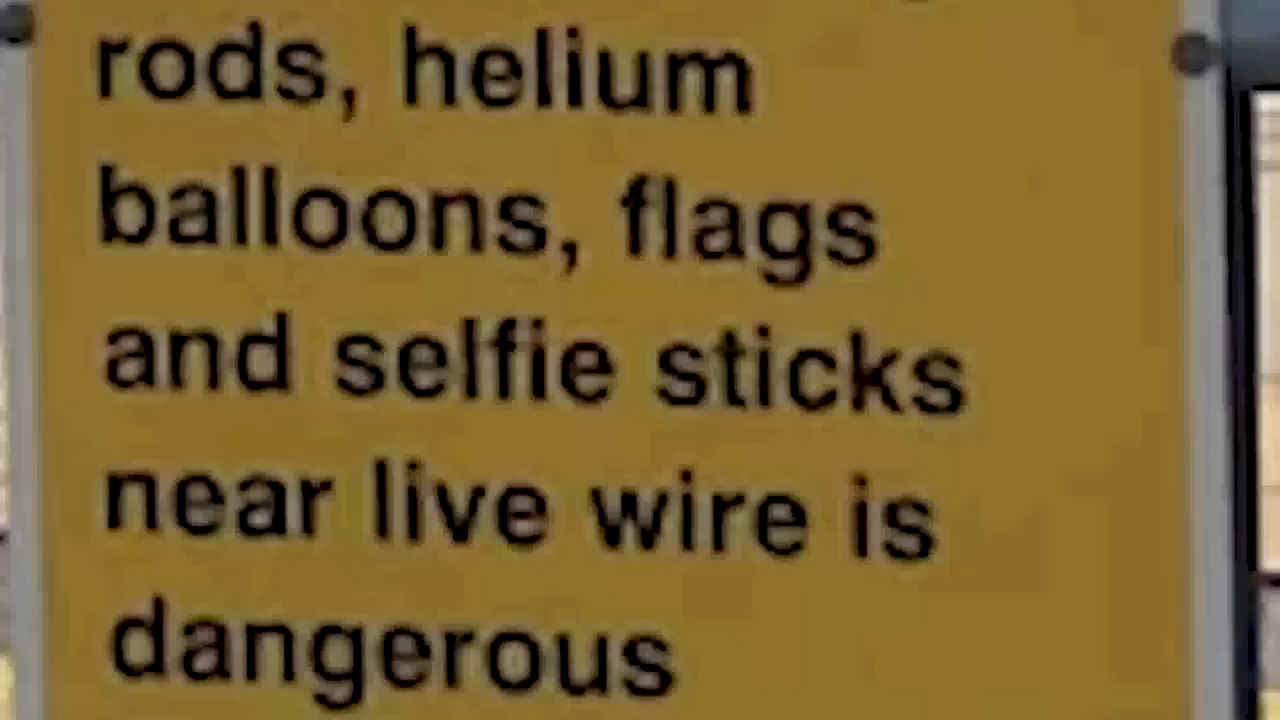 rods, helium
balloons, flags
and selfie sticks
near live wire is
dangerous